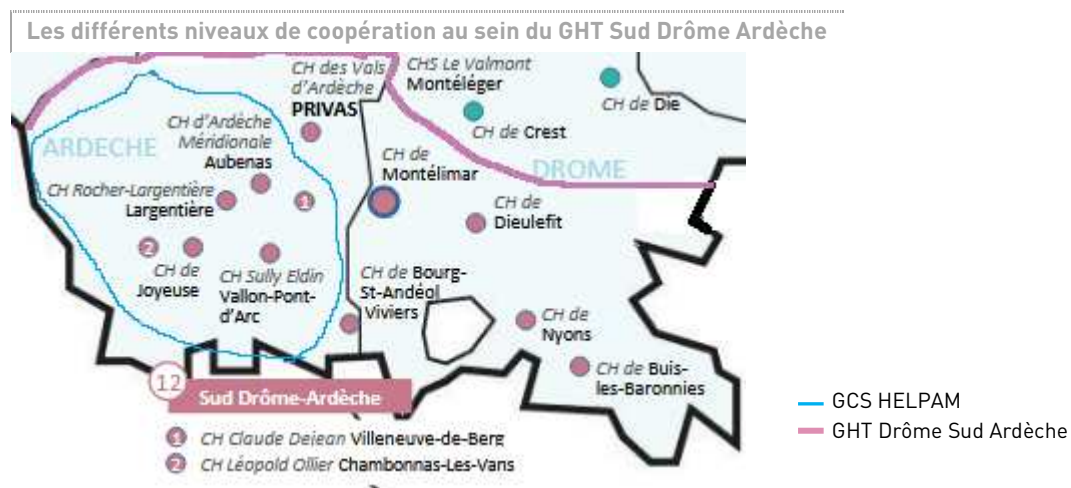 Les différents niveaux de coopération au sein du GHT Sud Drôme Ardèche
CH des Vals
d'Ardèche
PRIVAS
CHS Le Valmont
Montéléger
CH de Die
CH de Crest
ARDECHE
CH d'Ardèche
Méridionale
Aubenas
CH de
Montélimar
DROME
CH Rocher-Largentière
Largentière
1
CH de
Dieulefit
2
CH de
Joyeuse
CH Sully Eldin
Vallon-Pont-
d'Arc
CH de Bourg-
St-Andéol
Viviers
CH de
Nyons
CH de Buis-
les-Baronnies
12
Sud Drôme-Ardèche
1 CH Claude Dejean Villeneuve-de-Berg
2 CH Léopold Ollier Chambonnas-Les-Vans
GCS HELPAM
GHT Drôme Sud Ardèche